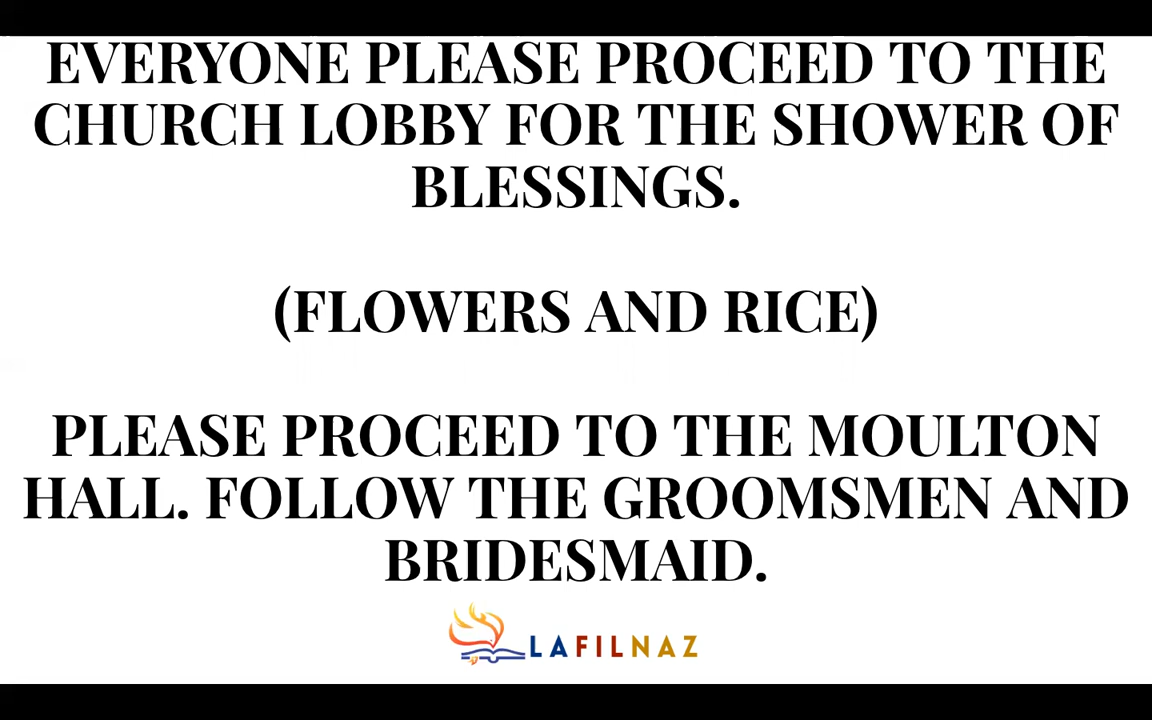 EVERYONE PLEASE PROCEED TO THE
CHURCH LOBBY FOR THE SHOWER OF
BLESSINGS.
(FLOWERS AND RICE)
PLEASE PROCEED TO THE MOULTON
HALL. FOLLOW THE GROOMSMEN AND
BRIDESMAID.
LAFILNAZ